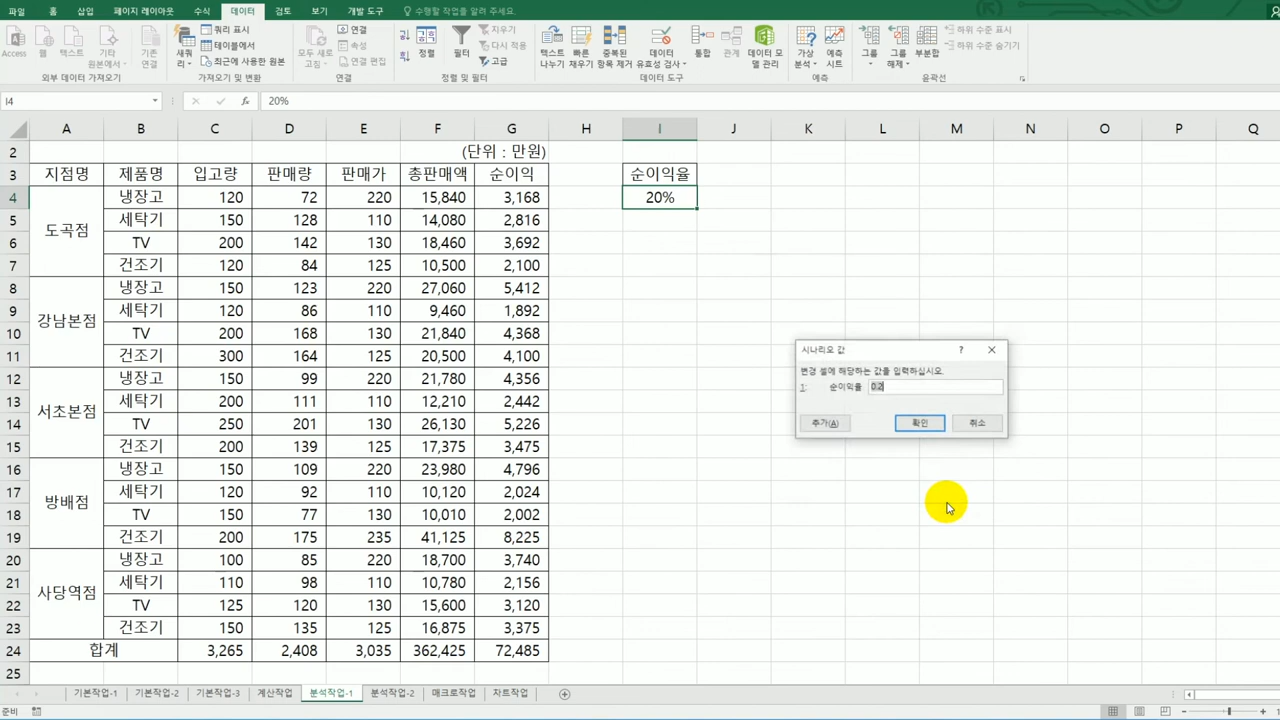 파일 홈 삽입 페이지 레이아웃 수식 데이터 검토 보기 개발 도구 수행할 작업을 알려 주세요.
Access 웹 텍스트 기타 원본에서 기존 연결 새 쿼리 쿼리 표시 테이블에서 최근에 사용한 원본 모두 새로 고침 연결 속성 연결 편집 정렬 필터 지우기 다시 적용 고급 텍스트 나누기 빠른 채우기 중복된 항목 제거 데이터 유효성 검사 통합 관계 데이터 모델 관리 가상 분석 예측 시트 그룹 해제 부분합 하위 수준 표시 하위 수준 숨기기
외부 데이터 가져오기 가져오기 및 변환 연결 정렬 및 필터 데이터 도구 예측 윤곽선
I4 fx 20%
A B C D E F G H I J K L M N O P Q
2 (단위 : 만원)
3 지점명 제품명 입고량 판매량 판매가 총판매액 순이익 순이익율
4 냉장고 120 72 220 15,840 3,168 20%
도곡점
5 세탁기 150 128 110 14,080 2,816
6 TV 200 142 130 18,460 3,692
7 건조기 120 84 125 10,500 2,100
8 냉장고 150 123 220 27,060 5,412
강남본점
9 세탁기 120 86 110 9,460 1,892
10 TV 200 168 130 21,840 4,368
11 건조기 300 164 125 20,500 4,100
12 냉장고 150 99 220 21,780 4,356
서초본점
13 세탁기 200 111 110 12,210 2,442
14 TV 250 201 130 26,130 5,226
15 건조기 200 139 125 17,375 3,475
16 냉장고 150 109 220 23,980 4,796
방배점
17 세탁기 120 92 110 10,120 2,024
18 TV 150 77 130 10,010 2,002
19 건조기 200 175 235 41,125 8,225
20 냉장고 100 85 220 18,700 3,740
사당역점
21 세탁기 110 98 110 10,780 2,156
22 TV 125 120 130 15,600 3,120
23 건조기 150 135 125 16,875 3,375
24 합계 3,265 2,408 3,035 362,425 72,485
25
시나리오 값 ?
변경 셀에 해당하는 값을 입력하십시오.
1: 순이익율 0.2
추가(A) 확인 취소
기본작업-1 기본작업-2 기본작업-3 계산작업 분석작업-1 분석작업-2 매크로작업 차트작업
준비